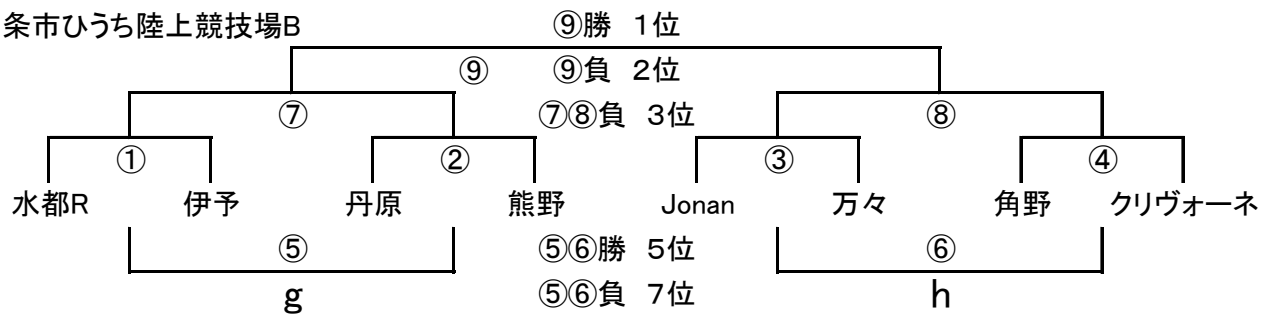 条市ひうち陸上競技場B ⑨勝 1位
⑨ ⑨負 2位
⑦ ⑦⑧負 3位 ⑧
① ② ③ ④
水都R 伊予 丹原 熊野 Jonan 万々 角野 クリヴォーネ
⑤ ⑤⑥勝 5位 ⑥
g ⑤⑥負 7位 h